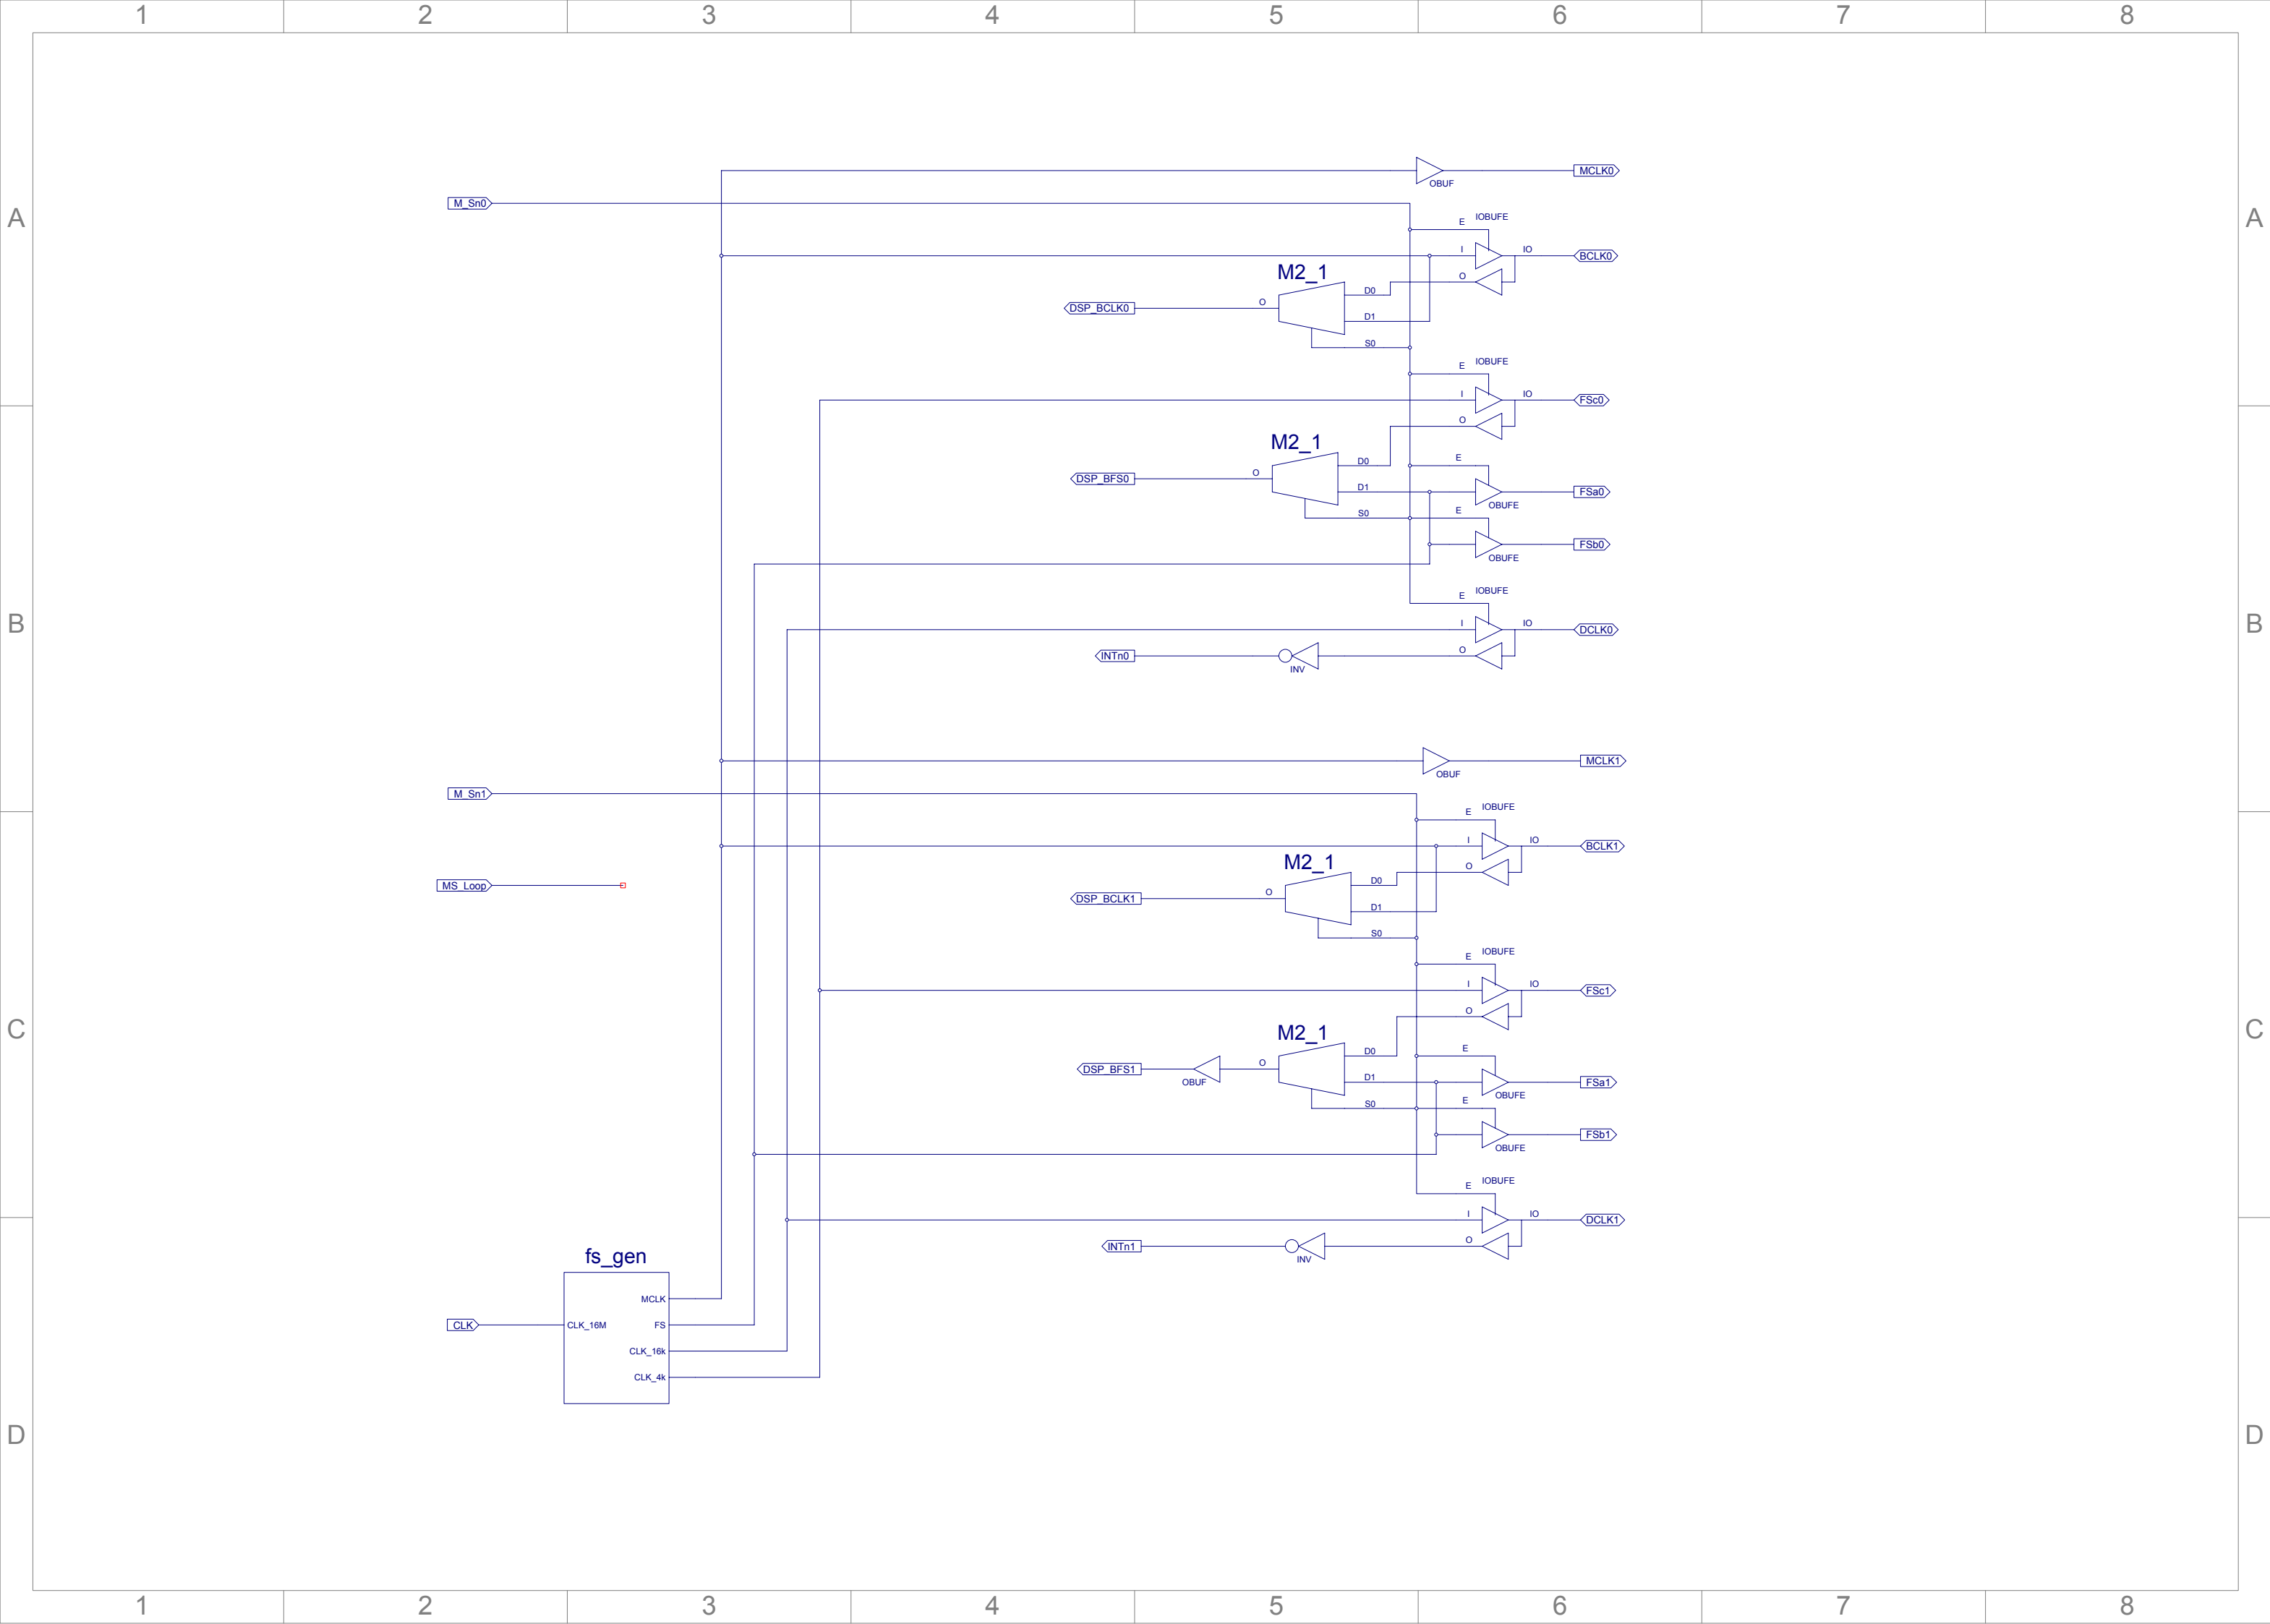 1 2 3 4 5 6 7 8
MCLK0
OBUF
A A
M_Sn0
E IOBUFE
I IO BCLK0
M2_1 O
D0
DSP_BCLK0 O
D1
S0
E IOBUFE
I IO FSc0
O
M2_1
E
D0
DSP_BFS0 O
D1 FSa0
OBUFE
S0 E
FSb0
OBUFE
E IOBUFE
B B
I IO DCLK0
INTn0 O
INV
MCLK1
OBUF
M_Sn1
E IOBUFE
I IO BCLK1
M2_1 O
D0
MS_Loop
DSP_BCLK1 O
D1
S0
E IOBUFE
I IO FSc1
O
C C
M2_1
E
D0
DSP_BFS1 O
D1 FSa1
OBUF
OBUFE
S0 E
FSb1
OBUFE
E IOBUFE
I IO DCLK1
INTn1 O
INV
fs_gen
MCLK
CLK CLK_16M FS
CLK_16k
CLK_4k
D D
1 2 3 4 5 6 7 8